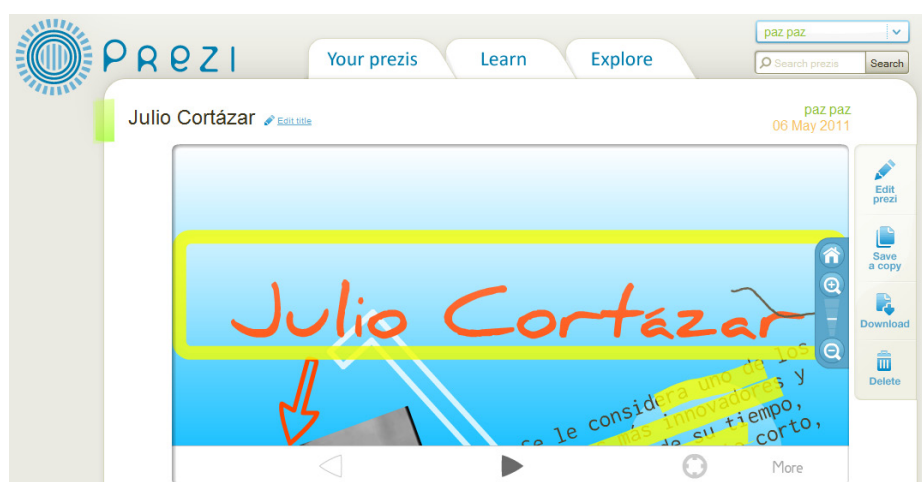 PREZI
Your prezis
Learn
Explore
paz paz
Search prezis
Search
Julio Cortázar
Edit title
paz paz
06 May 2011
Edit
prezi
Save
a copy
Download
Delete
Julio Cortázar
se le considera uno de los
más innovadores y
de su tiempo,
corto,
More